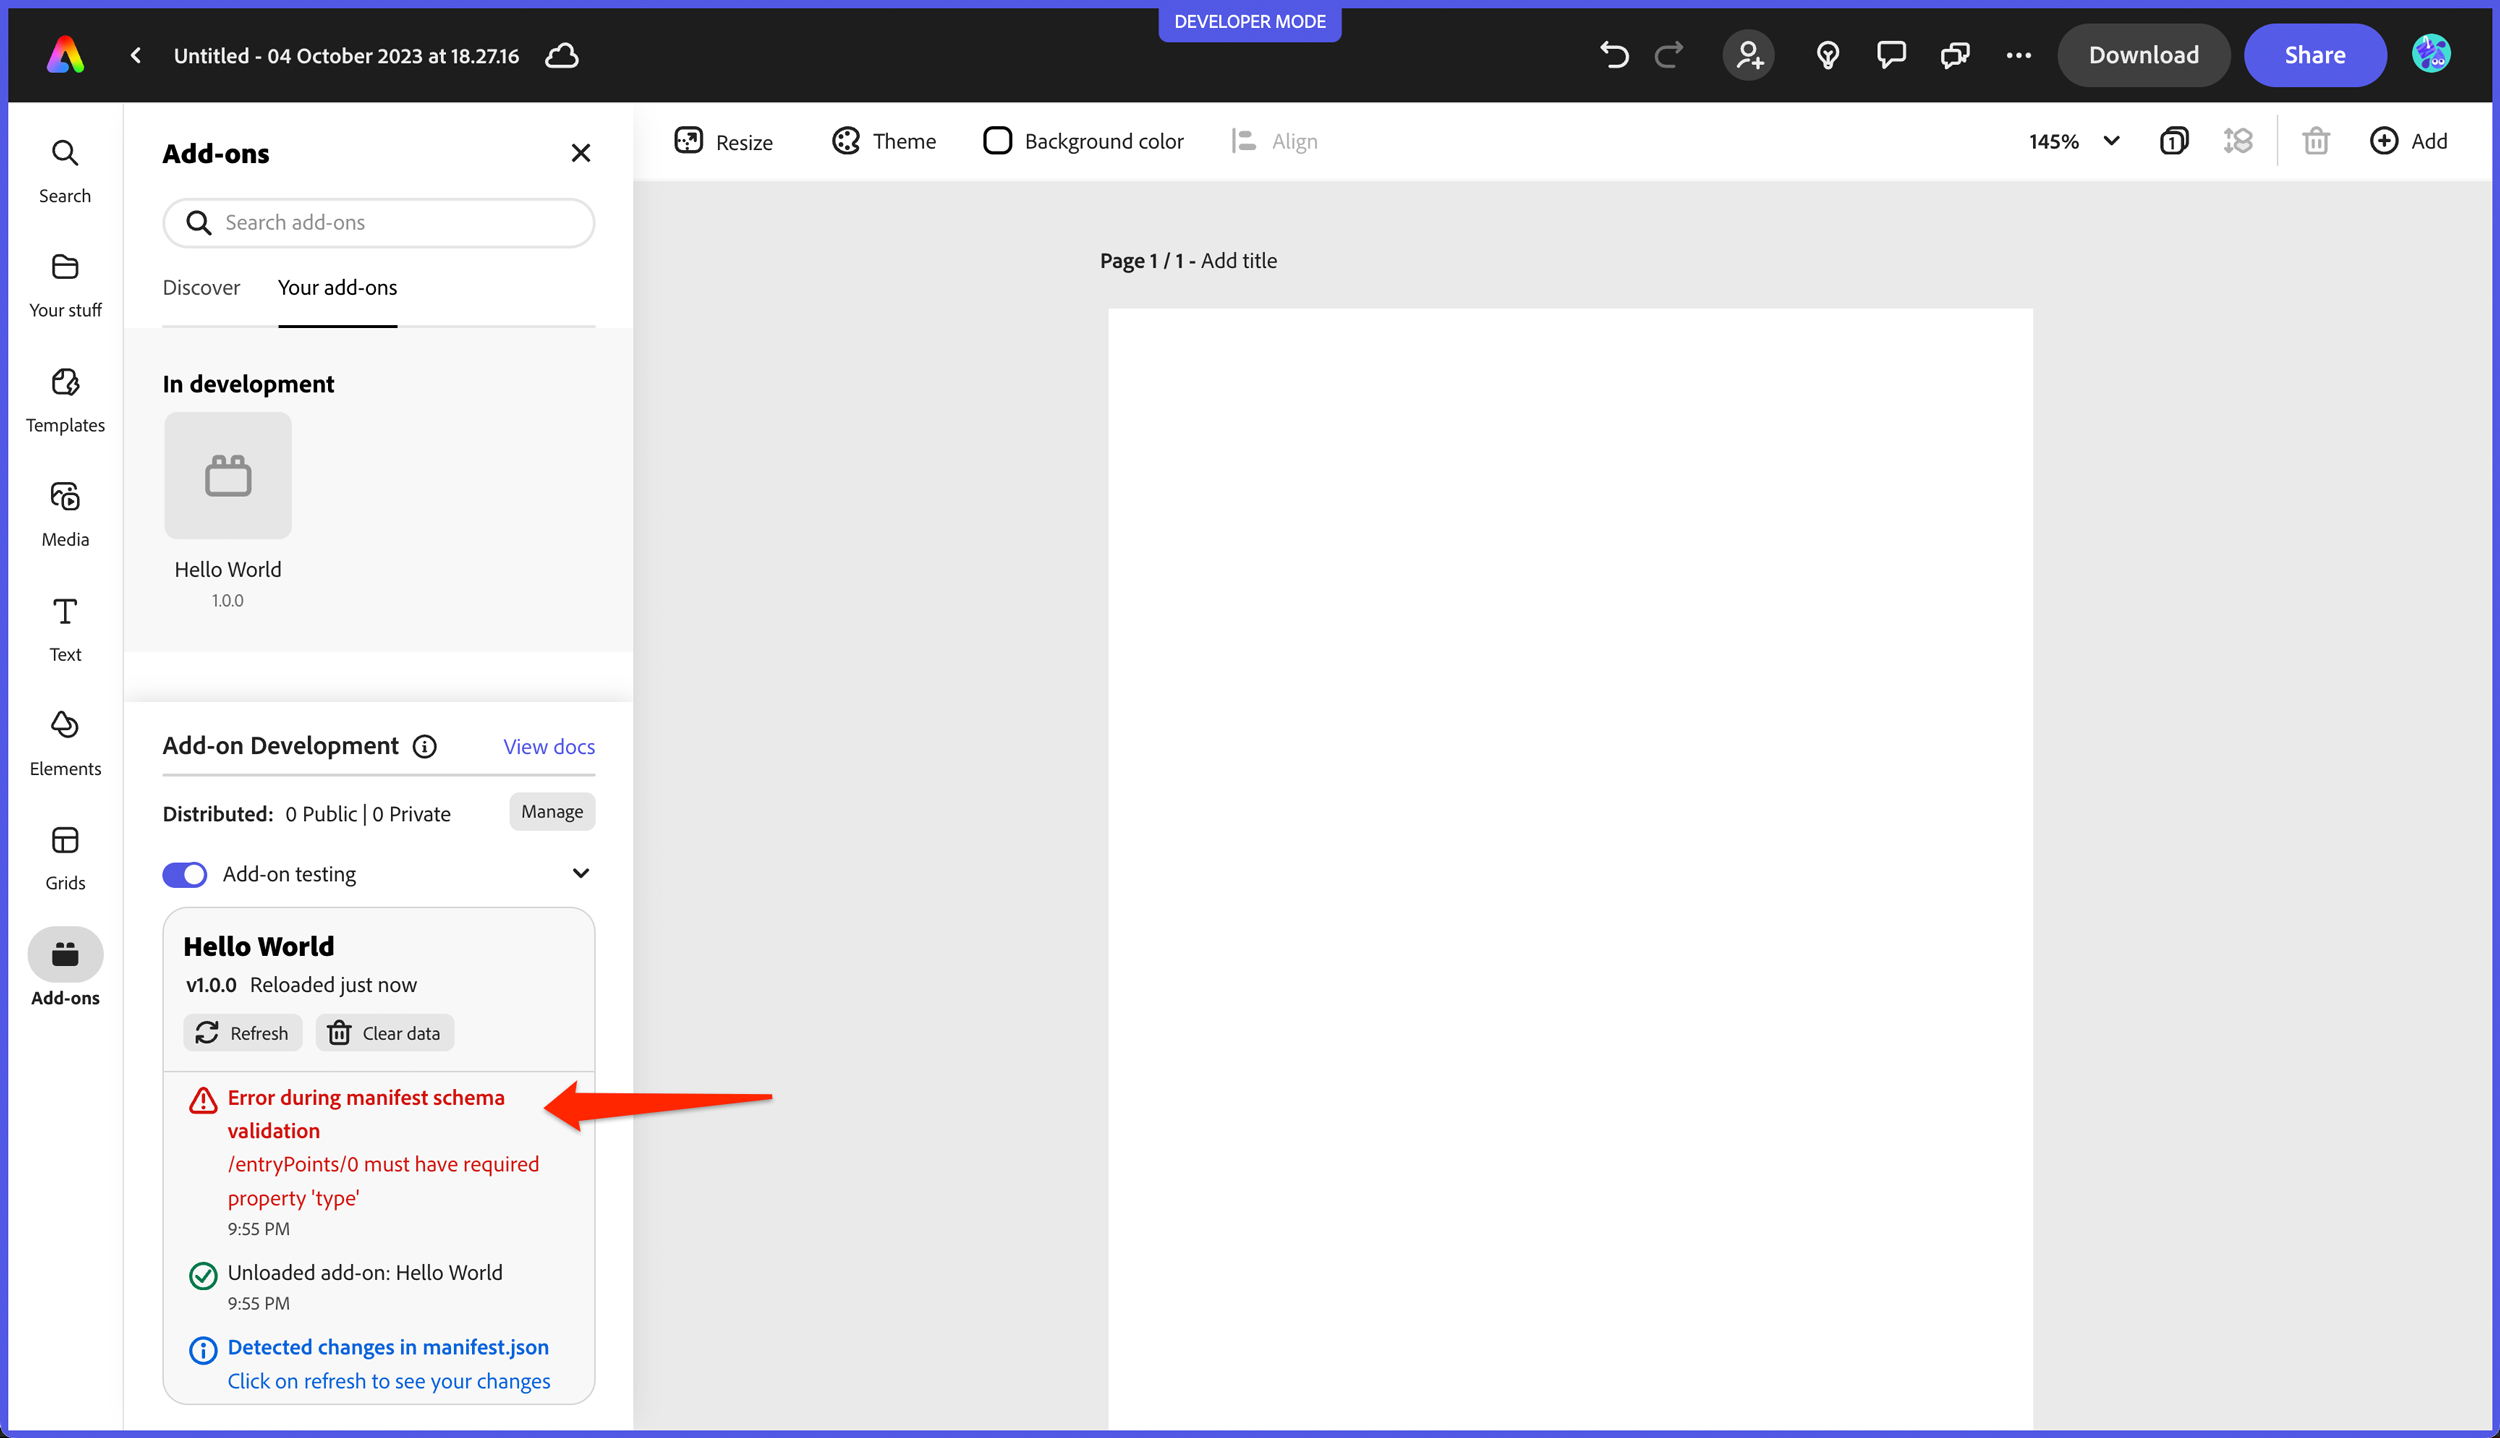 DEVELOPER MODE
Untitled - 04 October 2023 at 18.27.16
Download
Share
Search
Your stuff
Templates
Media
Text
Elements
Grids
Add-ons
Add-ons
Search add-ons
Discover
Your add-ons
In development
Hello World
1.0.0
Add-on Development
View docs
Distributed: 0 Public | 0 Private
Manage
Add-on testing
Hello World
v1.0.0 Reloaded just now
Refresh
Clear data
Error during manifest schema
validation
/entryPoints/0 must have required
property 'type'
9:55 PM
Unloaded add-on: Hello World
9:55 PM
Detected changes in manifest.json
Click on refresh to see your changes
Resize
Theme
Background color
Align
145%
1
Add
Page 1 / 1 - Add title